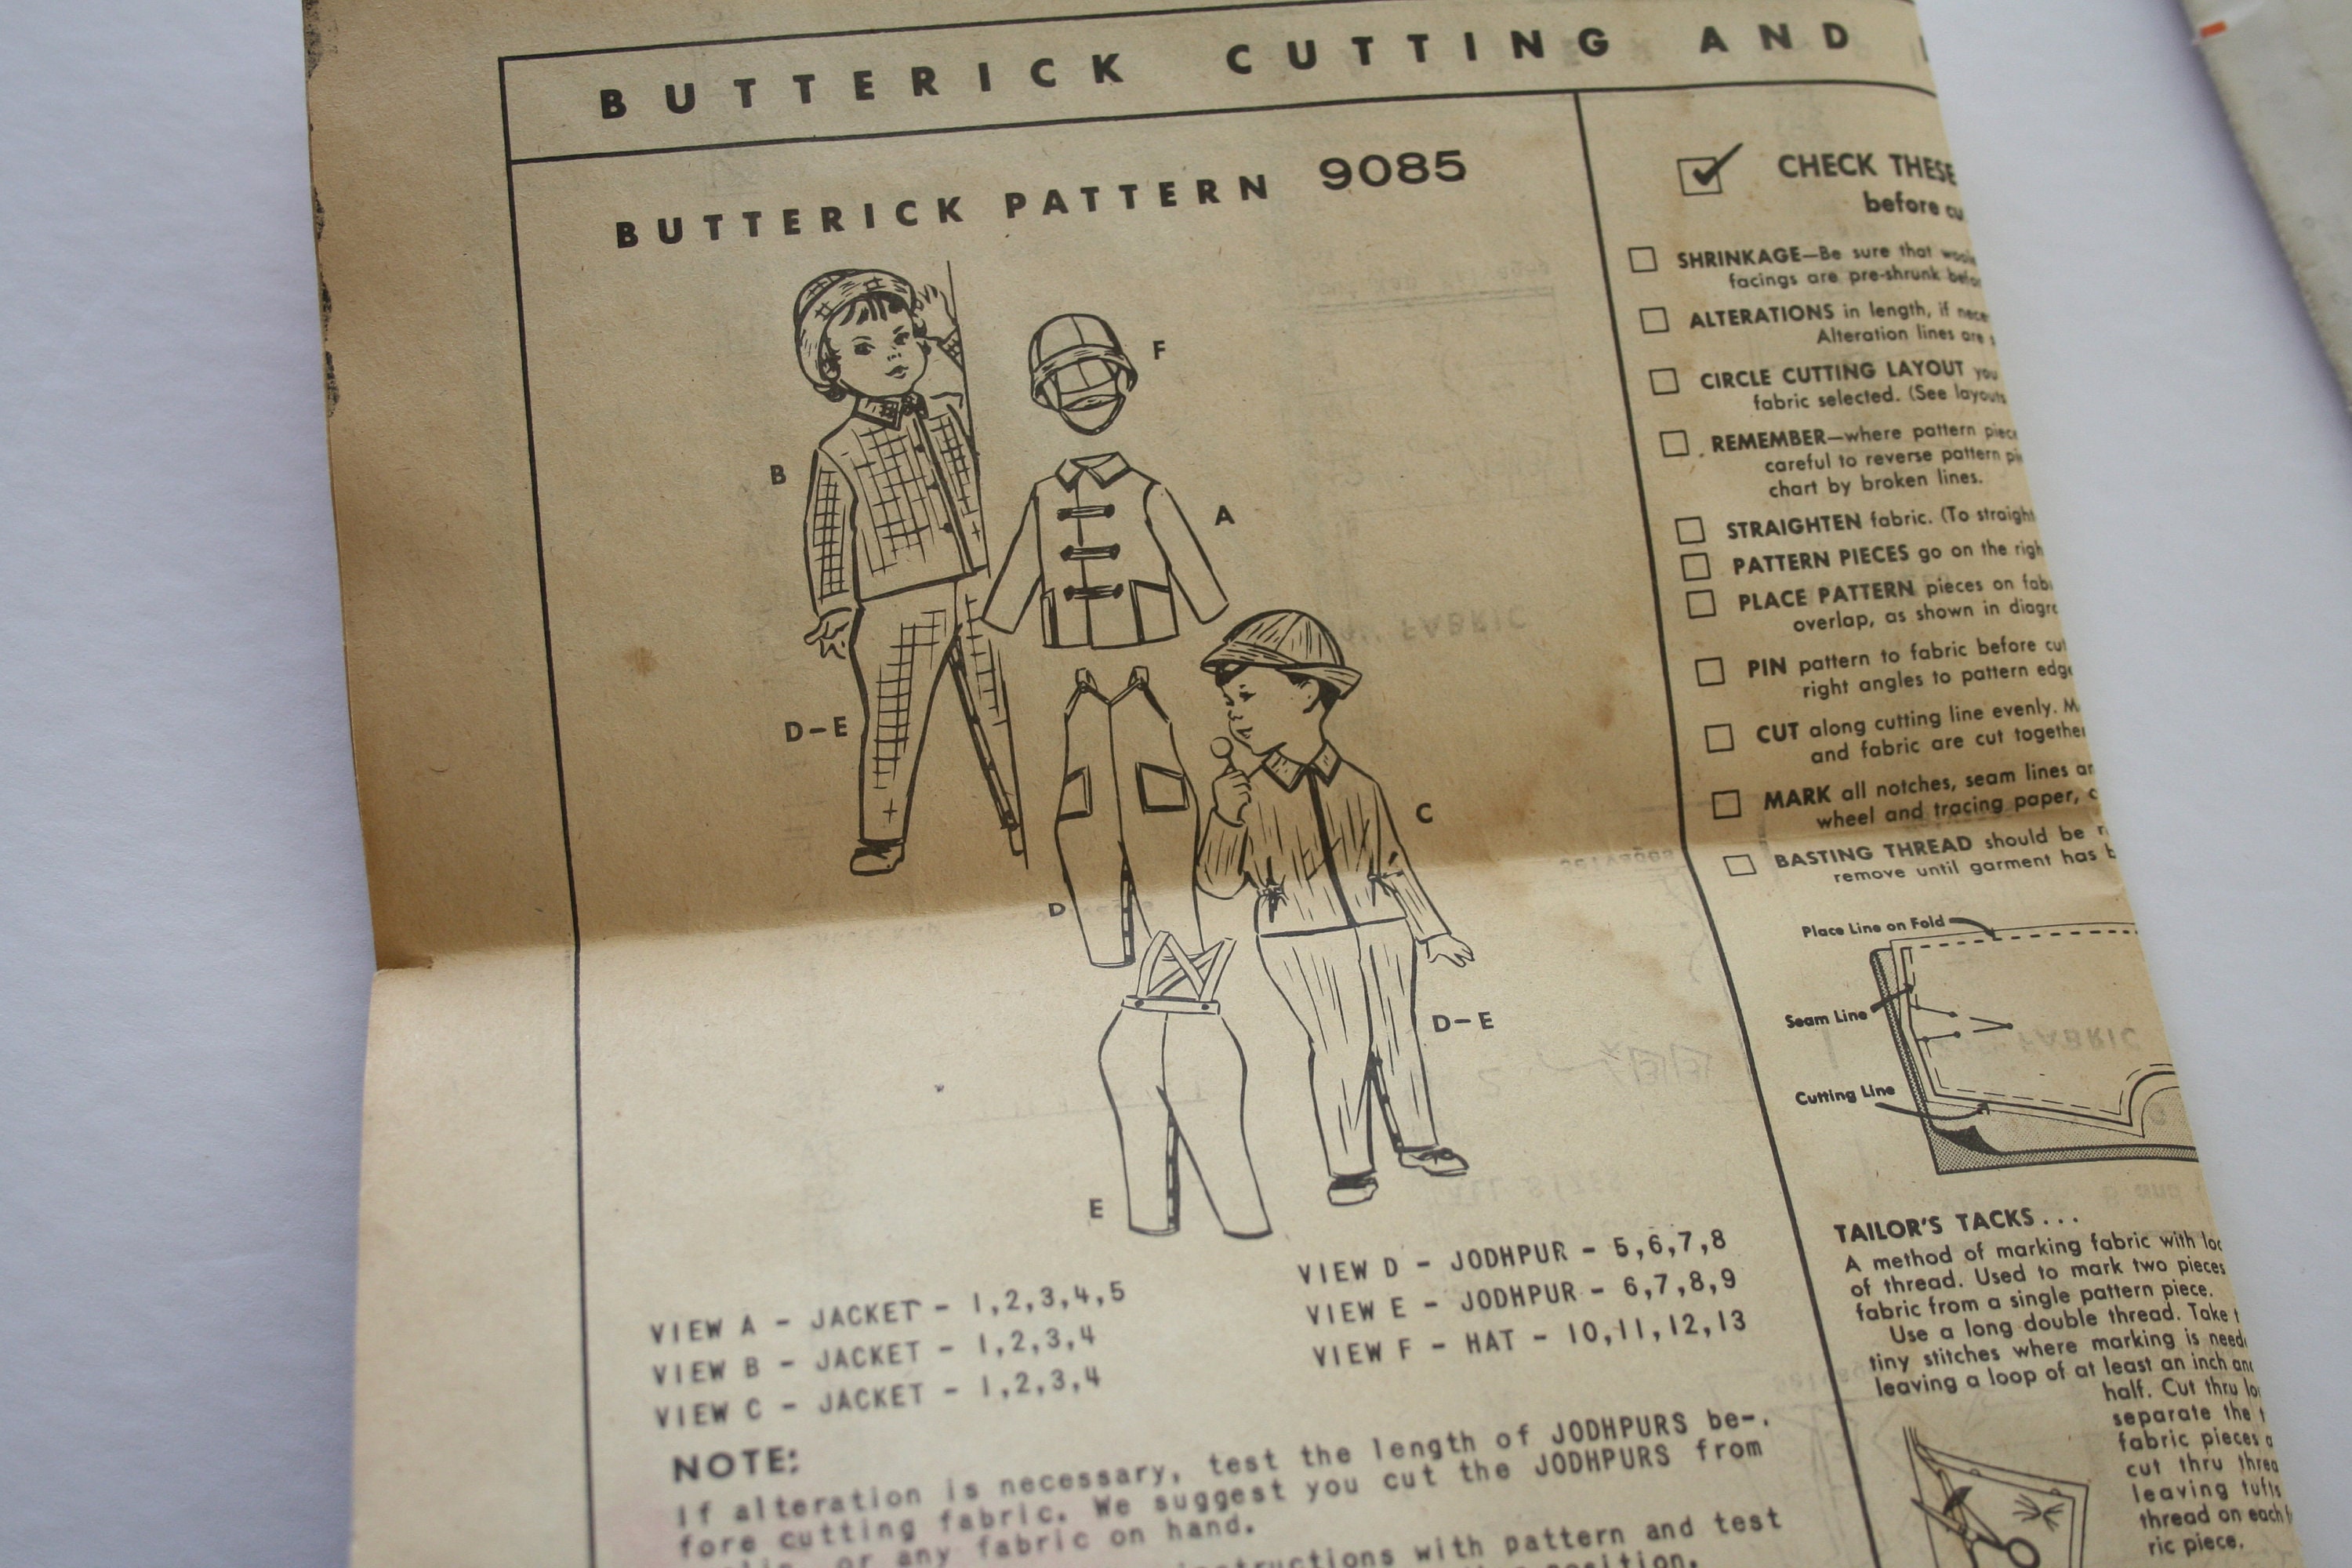 BUTTERICK CUTTING AND
BUTTERICK PATTERN 9085
B
F
A
D-E
C
D
D-E
E
VIEW A - JACKET - 1,2,3,4,5
VIEW B - JACKET - 1,2,3,4
VIEW C - JACKET - 1,2,3,4
VIEW D - JODHPUR - 5,6,7,8
VIEW E - JODHPUR - 6,7,8,9
VIEW F - HAT - 10,11,12,13
NOTE:
If alteration is necessary, test the length of JODHPURS be-
fore cutting fabric. We suggest you cut the JODHPURS from
or any fabric on hand.
with pattern and test
position.
CHECK THESE
before
SHRINKAGE—Be sure that
facings are pre-shrunk
ALTERATIONS in length, if
Alteration lines are
CIRCLE CUTTING LAYOUT
fabric selected. (See layouts
REMEMBER—where pattern
careful to reverse pattern
chart by broken lines.
STRAIGHTEN fabric. (To
PATTERN PIECES go on the
PLACE PATTERN pieces on
overlap, as shown in
PIN pattern to fabric before
right angles to pattern
CUT along cutting line evenly.
and fabric are cut together
MARK all notches, seam lines
wheel and tracing paper,
BASTING THREAD should be
remove until garment has
Place Line on Fold
Seam Line
Cutting Line
TAILOR'S TACKS...
A method of marking fabric with
of thread. Used to mark two pieces
fabric from a single pattern piece.
Use a long double thread. Take
tiny stitches where marking is
leaving a loop of at least an inch
half. Cut thru
separate the
fabric pieces
cut thru
leaving tufts
thread on each
ric piece.